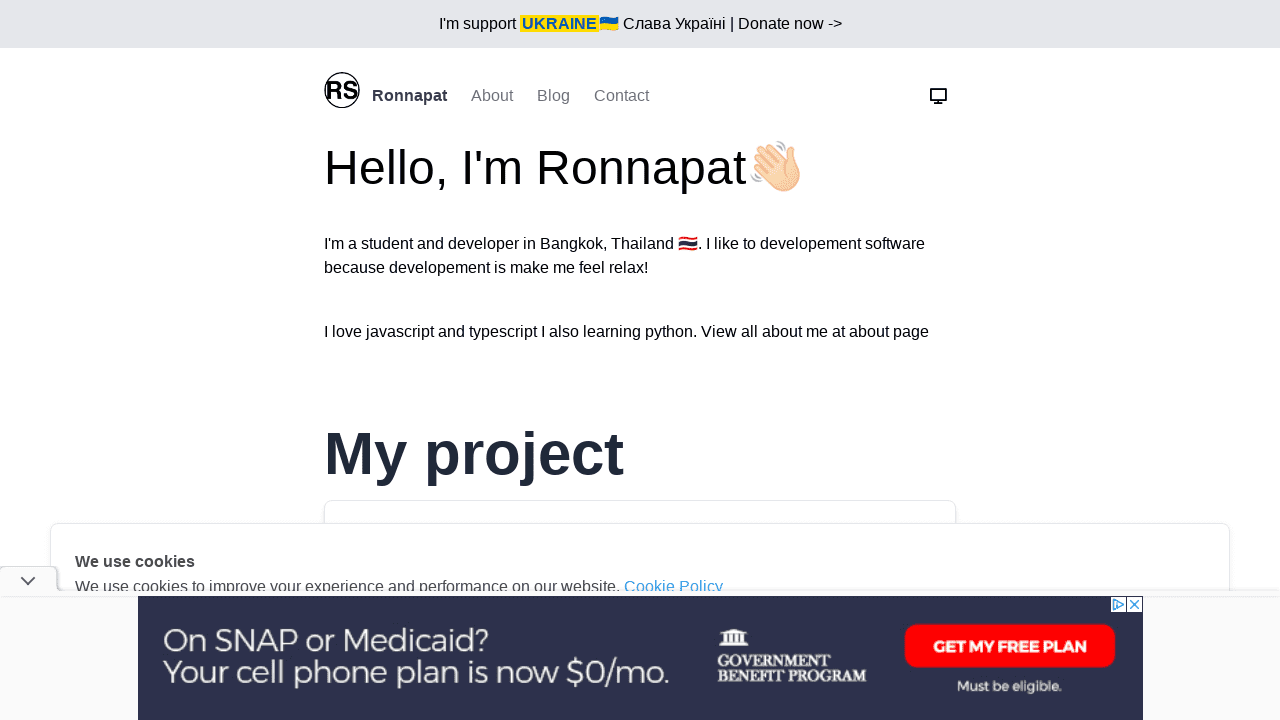 I'm support UKRAINE 🇺🇦 Слава Україні | Donate now ->
RS Ronnapat About Blog Contact
Hello, I'm Ronnapat👋🏻
I'm a student and developer in Bangkok, Thailand 🇹🇭. I like to developement software
because developement is make me feel relax!
I love javascript and typescript I also learning python. View all about me at about page
My project
We use cookies
We use cookies to improve your experience and performance on our website. Cookie Policy
On SNAP or Medicaid?
Your cell phone plan is now $0/mo.
GOVERNMENT
BENEFIT PROGRAM
GET MY FREE PLAN
Must be eligible.